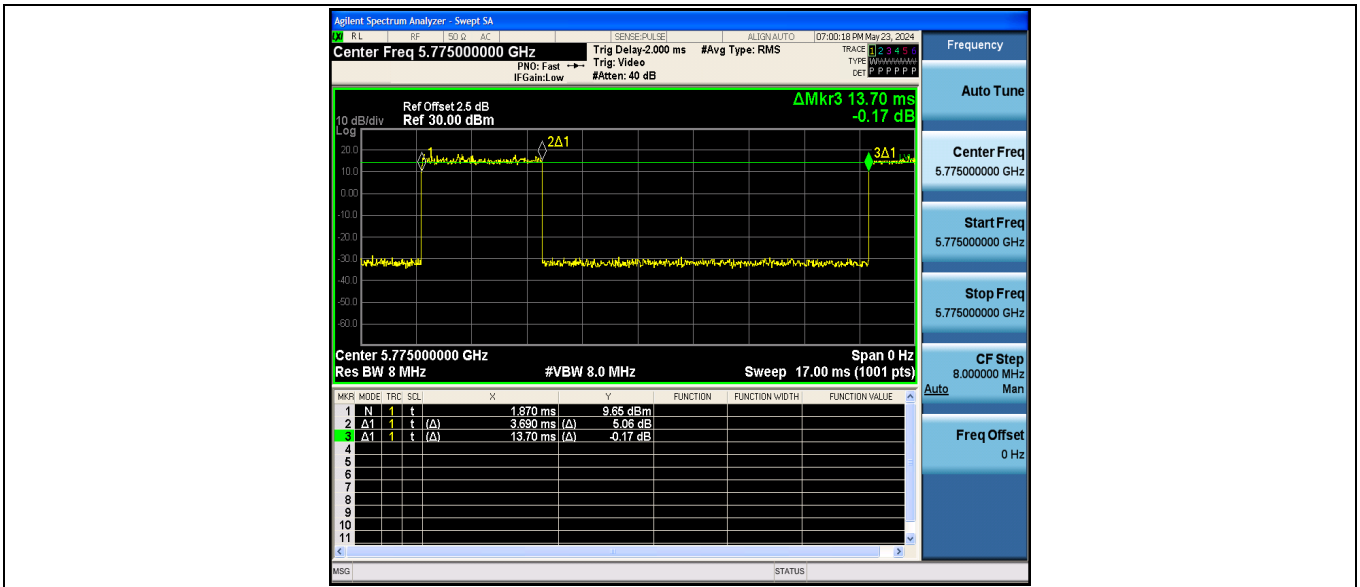 Agilent Spectrum Analyzer - Swept SA
LXI RL RF 50 Ω AC SENSE:PULSE ALIGNAUTO 07:00:18 PM May 23, 2024
Center Freq 5.775000000 GHz
PNO: Fast
IFGain:Low
Trig Delay-2.000 ms
Trig: Video
#Atten: 40 dB
#Avg Type: RMS
TRACE 1 2 3 4 5 6
TYPE W
DET P P P P P P
ΔMkr3 13.70 ms
-0.17 dB
Ref Offset 2.5 dB
10 dB/div Ref 30.00 dBm
Log
20.0
10.0
0.00
-10.0
-20.0
-30.0
-40.0
-50.0
-60.0
1
2Δ1
3Δ1
Center 5.775000000 GHz Span 0 Hz
Res BW 8 MHz #VBW 8.0 MHz Sweep 17.00 ms (1001 pts)
MKR MODE TRC SCL X Y FUNCTION FUNCTION WIDTH FUNCTION VALUE
1 N 1 t 1.870 ms 9.65 dBm
2 Δ1 1 t (Δ) 3.690 ms (Δ) 5.06 dB
3 Δ1 1 t (Δ) 13.70 ms (Δ) -0.17 dB
4
5
6
7
8
9
10
11
MSG STATUS
Frequency
Auto Tune
Center Freq
5.775000000 GHz
Start Freq
5.775000000 GHz
Stop Freq
5.775000000 GHz
CF Step
8.000000 MHz
Auto Man
Freq Offset
0 Hz